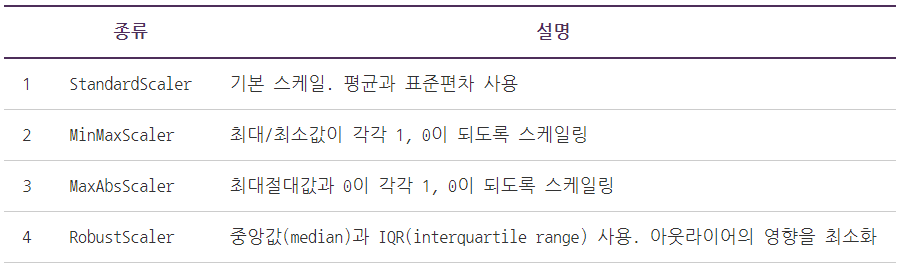 종류 설명
1 StandardScaler 기본 스케일. 평균과 표준편차 사용
2 MinMaxScaler 최대/최소값이 각각 1, 0이 되도록 스케일링
3 MaxAbsScaler 최대절대값과 0이 각각 1, 0이 되도록 스케일링
4 RobustScaler 중앙값(median)과 IQR(interquartile range) 사용. 아웃라이어의 영향을 최소화